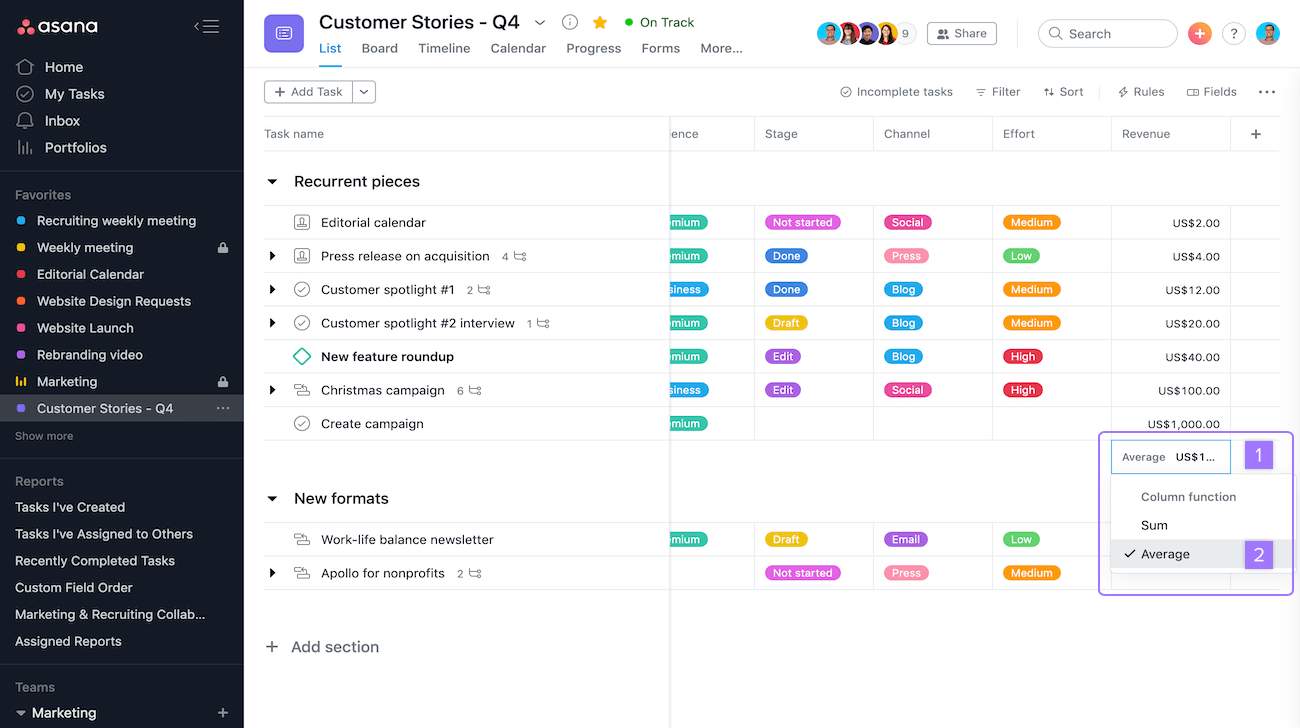 asana
Home
My Tasks
Inbox
Portfolios
Favorites
Recruiting weekly meeting
Weekly meeting
Editorial Calendar
Website Design Requests
Website Launch
Rebranding video
Marketing
Customer Stories - Q4
Show more
Reports
Tasks I've Created
Tasks I've Assigned to Others
Recently Completed Tasks
Custom Field Order
Marketing & Recruiting Collab...
Assigned Reports
Teams
Marketing
Customer Stories - Q4 On Track
List Board Timeline Calendar Progress Forms More...
9 Share Search ?
Add Task Incomplete tasks Filter Sort Rules Fields
Task name ence Stage Channel Effort Revenue
Recurrent pieces
Editorial calendar mium Not started Social Medium US$2.00
Press release on acquisition 4 mium Done Press Low US$4.00
Customer spotlight #1 2 siness Done Blog Medium US$12.00
Customer spotlight #2 interview 1 mium Draft Blog Medium US$20.00
New feature roundup mium Edit Blog High US$40.00
Christmas campaign 6 siness Edit Social High US$100.00
Create campaign mium US$1,000.00
Average US$1... 1
Column function
Sum
Average 2
New formats
Work-life balance newsletter mium Draft Email Low
Apollo for nonprofits 2 Not started Press Medium
Add section